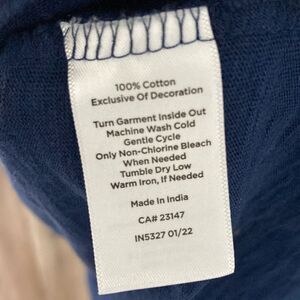 100% Cotton
Exclusive Of Decoration
Turn Garment Inside Out
Machine Wash Cold
Gentle Cycle
Only Non-Chlorine Bleach
When Needed
Tumble Dry Low
Warm Iron, If Needed
Made In India
CA# 23147
IN5327 01/22